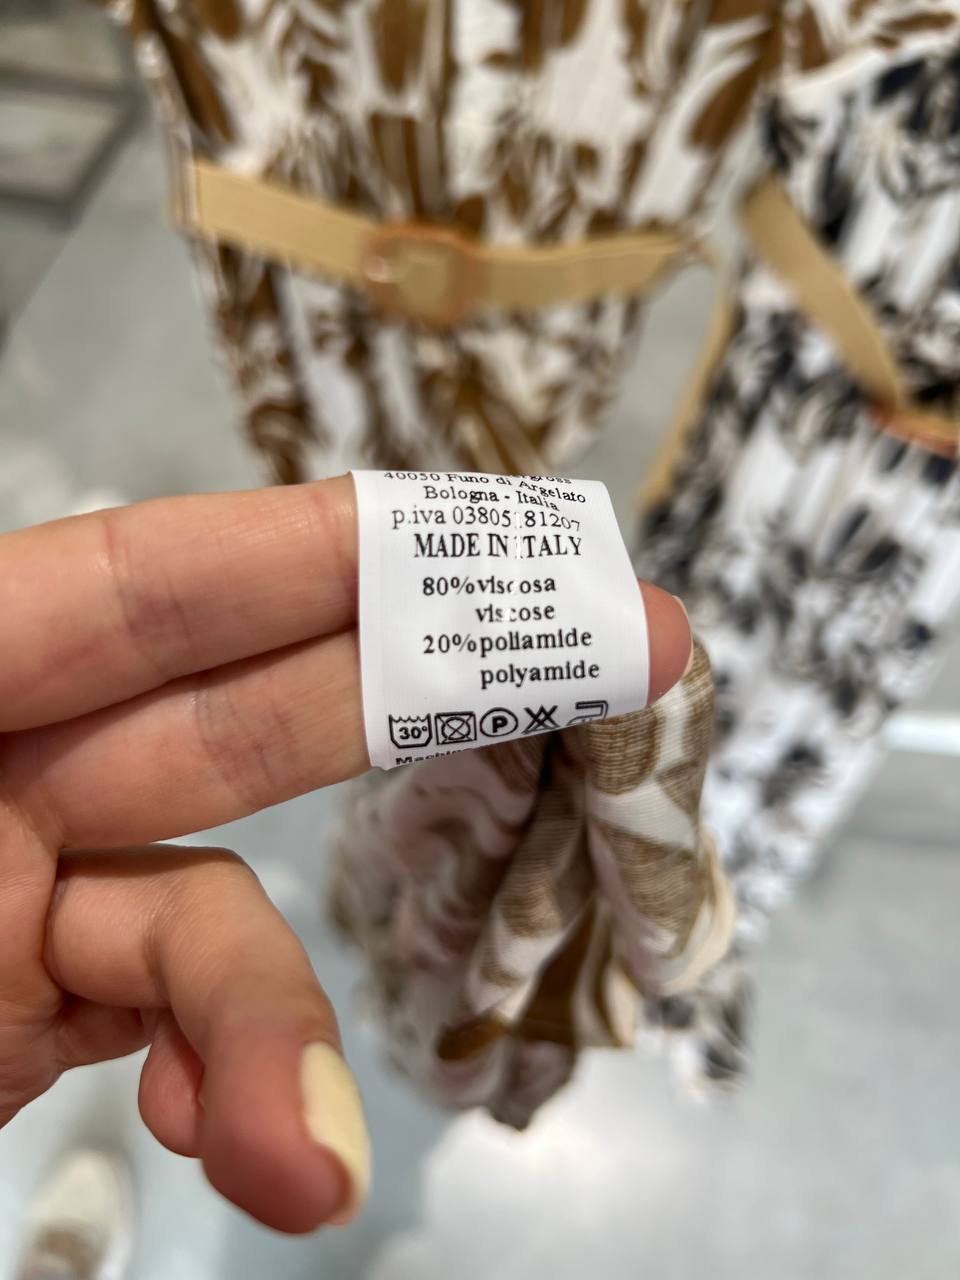 40050 Funo di Argelato
Bologna - Italia
p.iva 03805181207
MADE IN ITALY
80% viscosa
viscose
20% poliamide
polyamide
30°
P